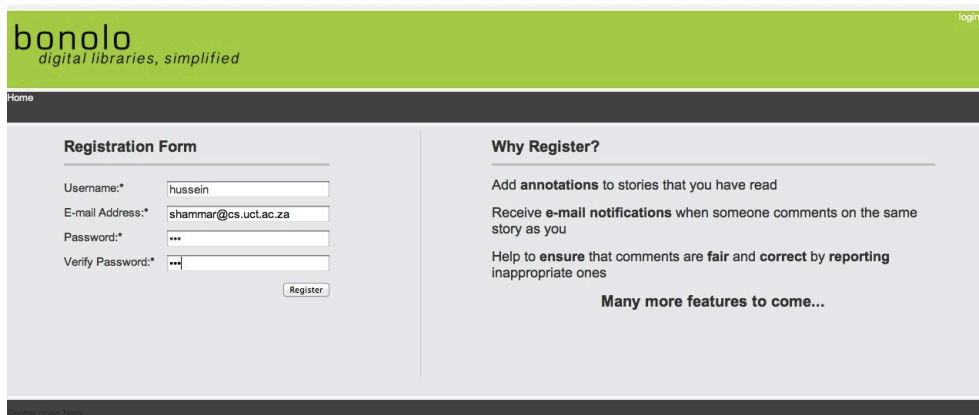 login
bonolo
digital libraries, simplified
Home
Registration Form
Username:*
hussein
E-mail Address:*
shammar@cs.uct.ac.za
Password:*
•••
Verify Password:*
•••
Register
Why Register?
Add annotations to stories that you have read
Receive e-mail notifications when someone comments on the same
story as you
Help to ensure that comments are fair and correct by reporting
inappropriate ones
Many more features to come...
Footer goes here